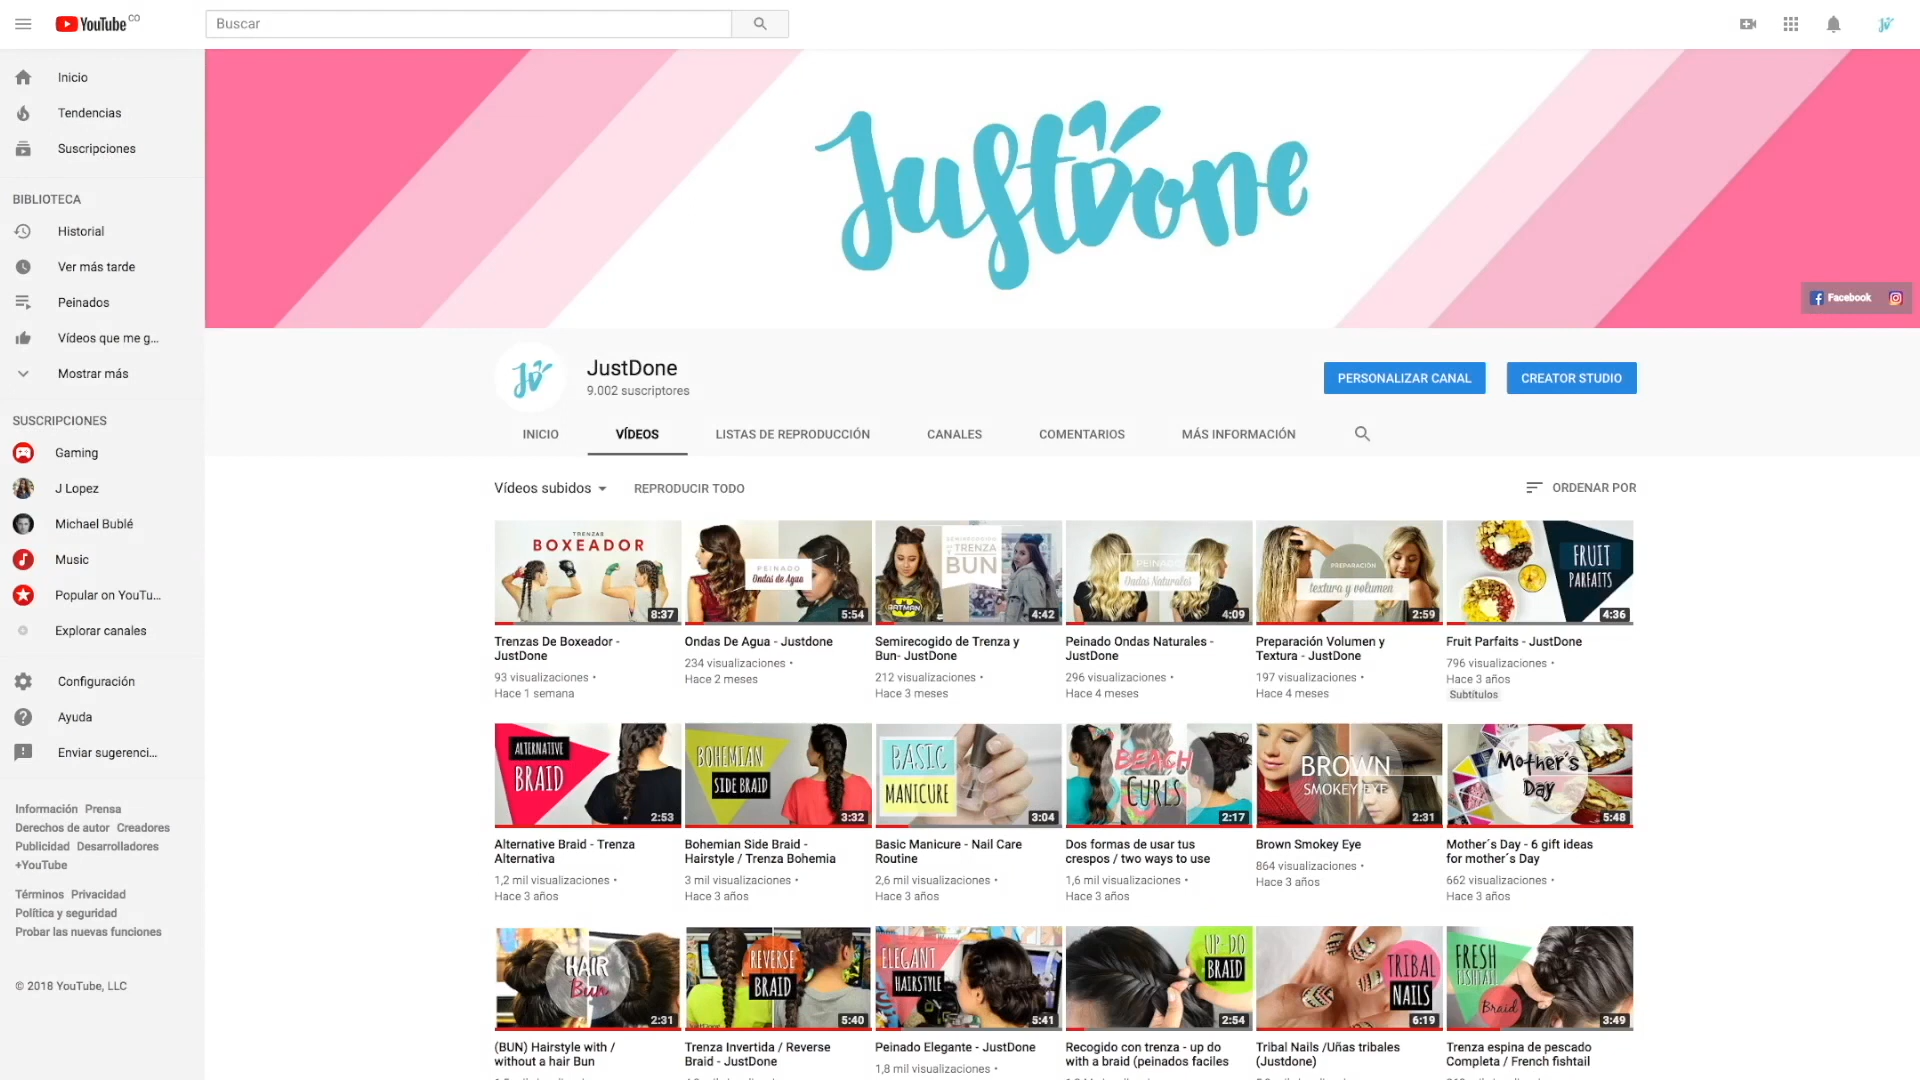 YouTube CO
Buscar
Inicio
Tendencias
Suscripciones
BIBLIOTECA
Historial
Ver más tarde
Peinados
Vídeos que me g...
Mostrar más
SUSCRIPCIONES
Gaming
J Lopez
Michael Bublé
Music
Popular on YouTu...
Explorar canales
Configuración
Ayuda
Enviar sugerenci...
Información Prensa
Derechos de autor Creadores
Publicidad Desarrolladores
+YouTube
Términos Privacidad
Política y seguridad
Probar las nuevas funciones
© 2018 YouTube, LLC
JustDone
Facebook
JD
JustDone
9.002 suscriptores
PERSONALIZAR CANAL
CREATOR STUDIO
INICIO
VÍDEOS
LISTAS DE REPRODUCCIÓN
CANALES
COMENTARIOS
MÁS INFORMACIÓN
Vídeos subidos
REPRODUCIR TODO
ORDENAR POR
TRENZAS
BOXEADOR
8:37
Trenzas De Boxeador -
JustDone
93 visualizaciones •
Hace 1 semana
PEINADO
Ondas de Agua
5:54
Ondas De Agua - Justdone
234 visualizaciones •
Hace 2 meses
SEMIRECOGIDO
TRENZA
BUN
BATMAN
4:42
Semirecogido de Trenza y
Bun- JustDone
212 visualizaciones •
Hace 3 meses
PEINADO
Ondas Naturales
4:09
Peinado Ondas Naturales -
JustDone
296 visualizaciones •
Hace 4 meses
PREPARACIÓN
textura y volumen
2:59
Preparación Volumen y
Textura - JustDone
197 visualizaciones •
Hace 4 meses
FRUIT
PARFAITS
4:36
Fruit Parfaits - JustDone
796 visualizaciones •
Hace 3 años
Subtítulos
ALTERNATIVE
BRAID
2:53
Alternative Braid - Trenza
Alternativa
1,2 mil visualizaciones •
Hace 3 años
BOHEMIAN
SIDE BRAID
3:32
Bohemian Side Braid -
Hairstyle / Trenza Bohemia
3 mil visualizaciones •
Hace 3 años
BASIC
MANICURE
3:04
Basic Manicure - Nail Care
Routine
2,6 mil visualizaciones •
Hace 3 años
BEACH
CURLS
2:17
Dos formas de usar tus
crespos / two ways to use
1,6 mil visualizaciones •
Hace 3 años
BROWN
SMOKEY EYE
2:31
Brown Smokey Eye
864 visualizaciones •
Hace 3 años
Mother's
Day
5:48
Mother´s Day - 6 gift ideas
for mother´s Day
662 visualizaciones •
Hace 3 años
HAIR
Bun
2:31
(BUN) Hairstyle with /
without a hair Bun
REVERSE
BRAID
JustDone
5:40
Trenza Invertida / Reverse
Braid - JustDone
ELEGANT
HAIRSTYLE
5:41
Peinado Elegante - JustDone
1,8 mil visualizaciones •
UP-DO
BRAID
2:54
Recogido con trenza - up do
with a braid (peinados faciles
TRIBAL
NAILS
6:19
Tribal Nails /Uñas tribales
(Justdone)
FRESH
FISHTAIL
Braid
3:49
Trenza espina de pescado
Completa / French fishtail